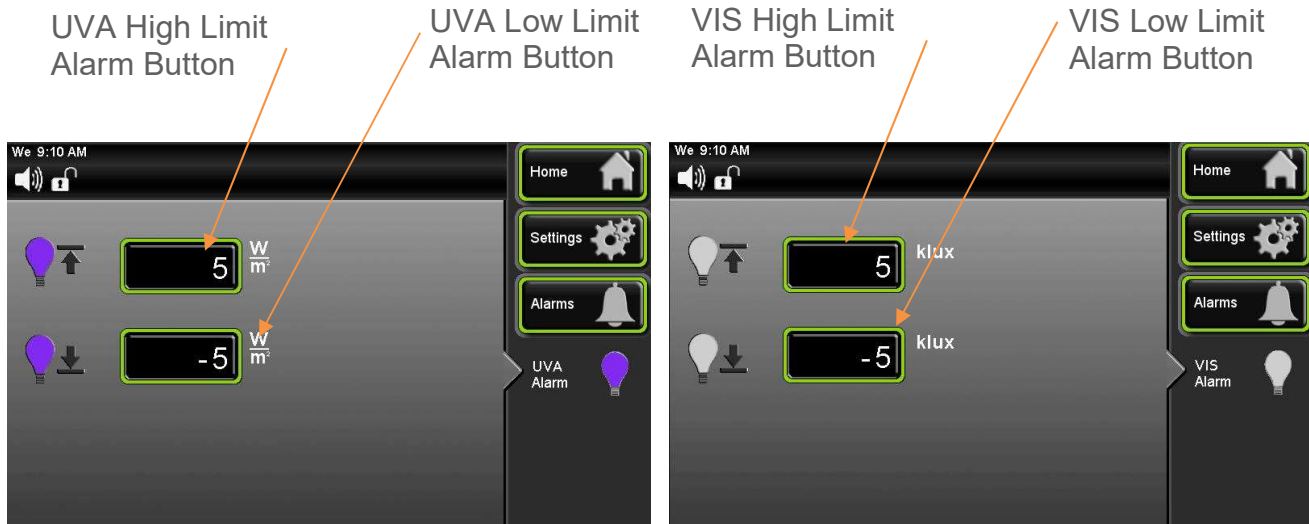 UVA High Limit
Alarm Button
UVA Low Limit
Alarm Button
VIS High Limit
Alarm Button
VIS Low Limit
Alarm Button
We 9:10 AM
Home
Settings
Alarms
5 W/m²
-5 W/m²
UVA
Alarm
We 9:10 AM
Home
Settings
Alarms
5 klux
-5 klux
VIS
Alarm